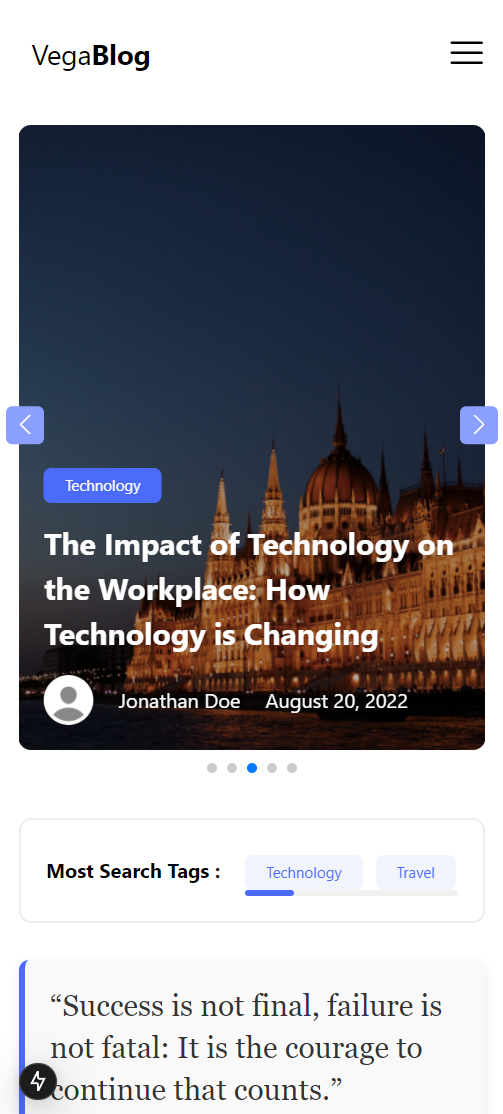 VegaBlog
Technology
The Impact of Technology on
the Workplace: How
Technology is Changing
Jonathan Doe August 20, 2022
Most Search Tags : Technology Travel
“Success is not final, failure is
not fatal: It is the courage to
continue that counts.”